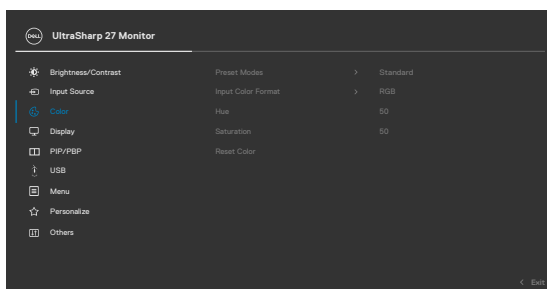 DELL UltraSharp 27 Monitor
Brightness/Contrast Preset Modes > Standard
Input Source Input Color Format > RGB
Color Hue 50
Display Saturation 50
PIP/PBP Reset Color
USB
Menu
Personalize
Others
< Exit